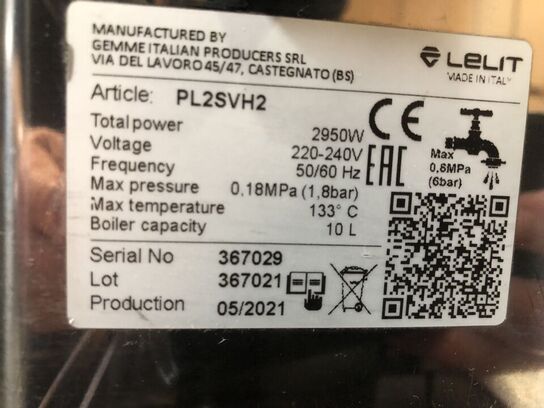 MANUFACTURED BY
GEMME ITALIAN PRODUCERS SRL
VIA DEL LAVORO 45/47, CASTEGNATO (BS)
LELIT
MADE IN ITALY
Article: PL2SVH2
Total power 2950W
Voltage 220-240V
Frequency 50/60 Hz
Max pressure 0,18MPa (1,8bar)
Max temperature 133° C
Boiler capacity 10 L
CE
EAC
Max
0,6MPa
(6bar)
Serial No 367029
Lot 367021
Production 05/2021